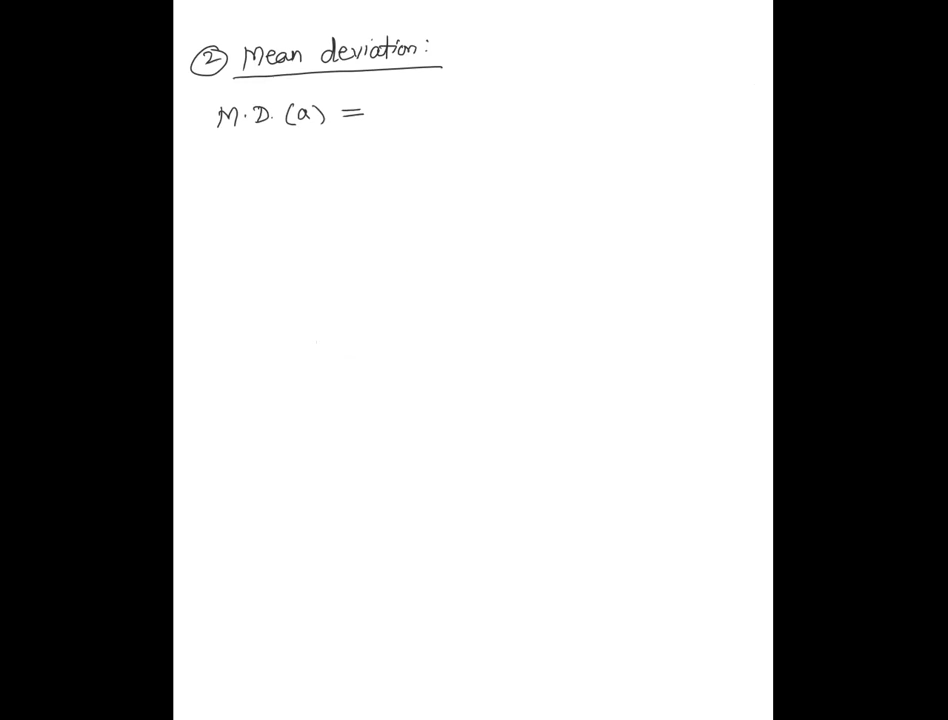 ② Mean deviation:
M.D. (a) =